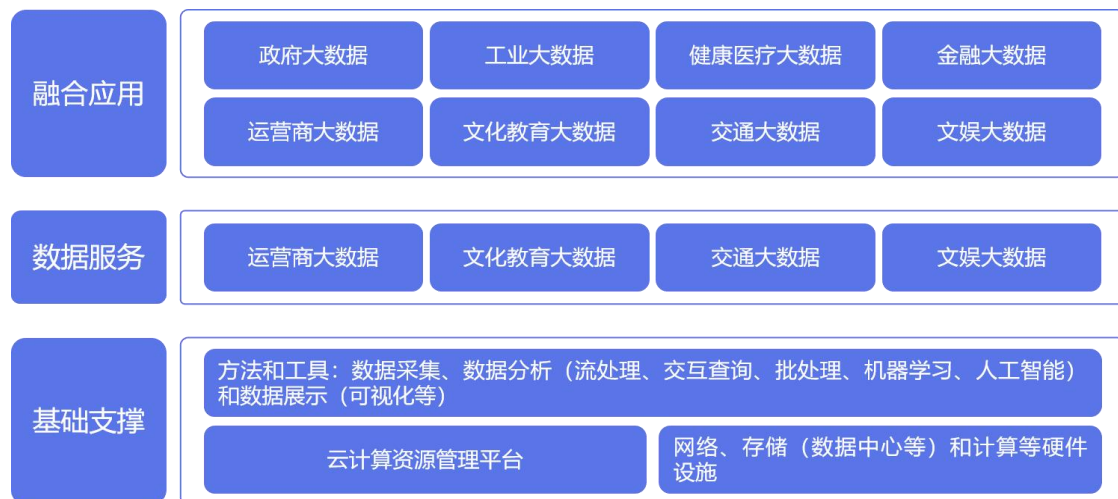 融合应用
政府大数据
工业大数据
健康医疗大数据
金融大数据
运营商大数据
文化教育大数据
交通大数据
文娱大数据
数据服务
运营商大数据
文化教育大数据
交通大数据
文娱大数据
基础支撑
方法和工具：数据采集、数据分析（流处理、交互查询、批处理、机器学习、人工智能）
和数据展示（可视化等）
云计算资源管理平台
网络、存储（数据中心等）和计算等硬件
设施